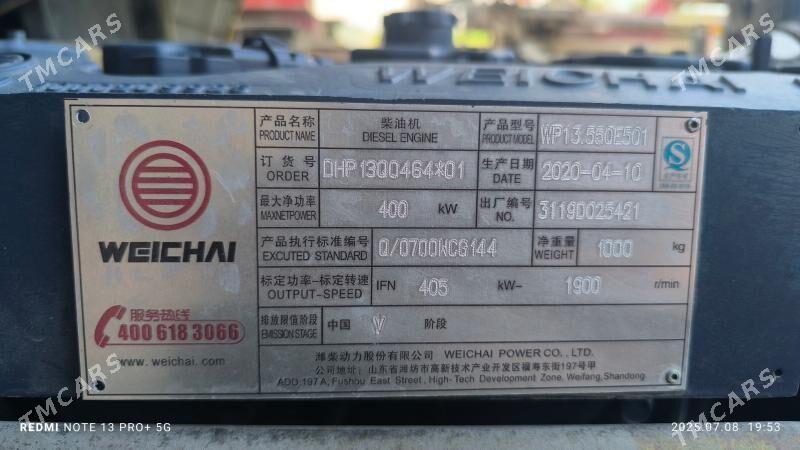 WEICHAI
产品名称 柴油机 产品型号 WP13.550E501
PRODUCT NAME DIESEL ENGINE PRODUCT MODEL
订货号 DHP13Q0464*01 生产日期 2020-04-10
ORDER DATE
最大净功率 400 kW 出厂编号 3119D025421
MAXNETPOWER NO.
产品执行标准编号 Q/0700WCG144 净重量 1000 kg
EXCUTED STANDARD WEIGHT
标定功率-标定转速 IFN 405 kW- 1900 r/min
OUTPUT-SPEED
排放限值阶段 中国 V 阶段
EMISSION STAGE
潍柴动力股份有限公司 WEICHAI POWER CO., LTD.
公司地址: 山东省潍坊市高新技术产业开发区福寿东街197号甲
ADD:197 A, Fushou East Street, High-Tech Development Zone, Weifang, Shandong.
WEICHAI
服务热线
400 618 3066
www.weichai.com
REDMI NOTE 13 PRO+ 5G
2025.07.08 19:53
TMCARS
TMCARS
TMCARS
TMCARS
TMCARS
TMCARS